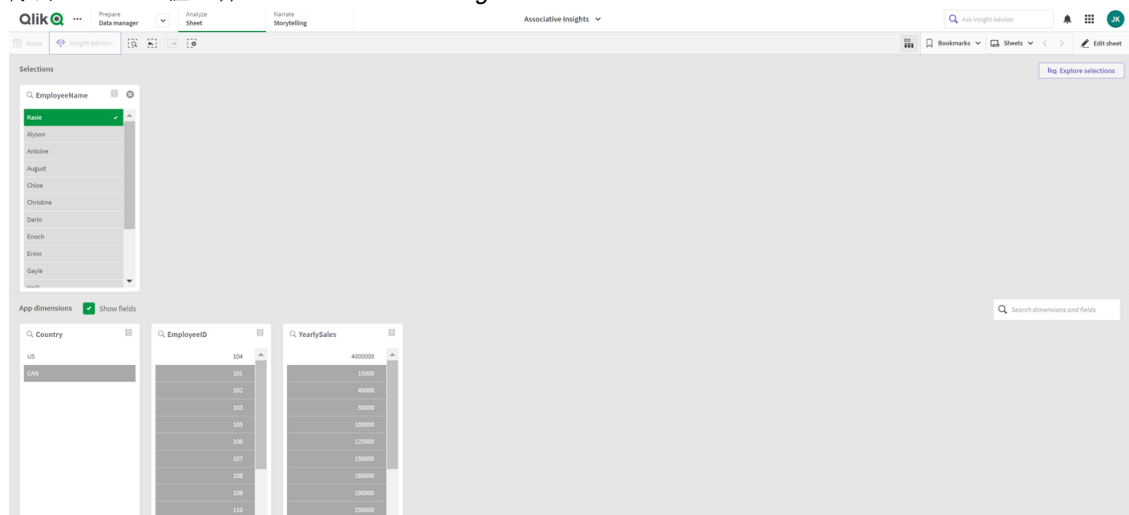 Qlik
Prepare
Data manager
Analyze
Sheet
Narrate
Storytelling
Associative Insights
Ask Insight Advisor
JK
Notes
Insight Advisor
Bookmarks
Sheets
Edit sheet
Selections
Explore selections
EmployeeName
Kasie
Alyson
Antoine
August
Chloe
Christine
Darin
Enoch
Erinn
Gayle
App dimensions
Show fields
Search dimensions and fields
Country
US
CAN
EmployeeID
104
101
102
103
105
106
107
108
109
110
YearlySales
4000000
15000
40000
50000
100000
125000
150000
185000
190000
250000